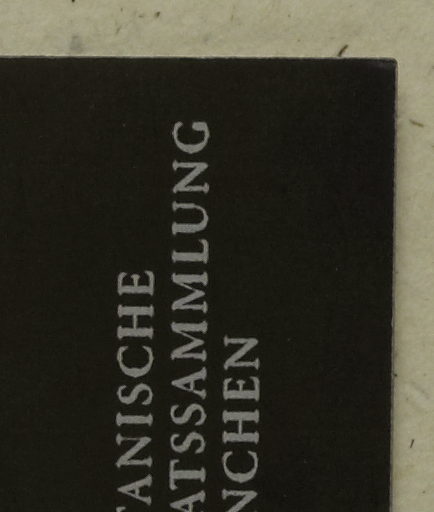 TANISCHE
ATSSAMMLUNG
NCHEN